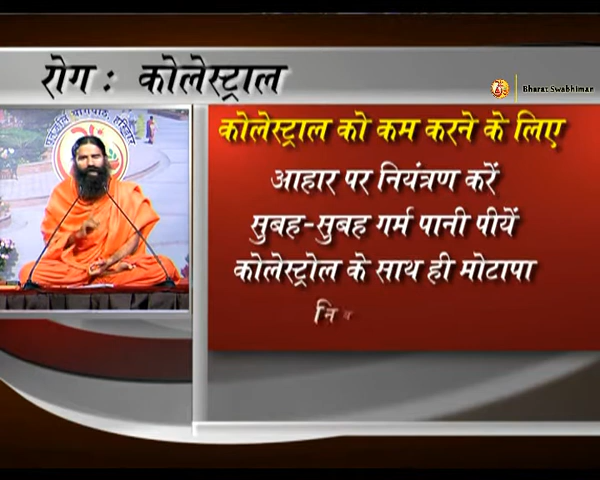 रोग : कोलेस्ट्राल
Bharat Swabhiman
कोलेस्ट्राल को कम करने के लिए
आहार पर नियंत्रण करें
सुबह-सुबह गर्म पानी पीयें
कोलेस्ट्रोल के साथ ही मोटापा
नि